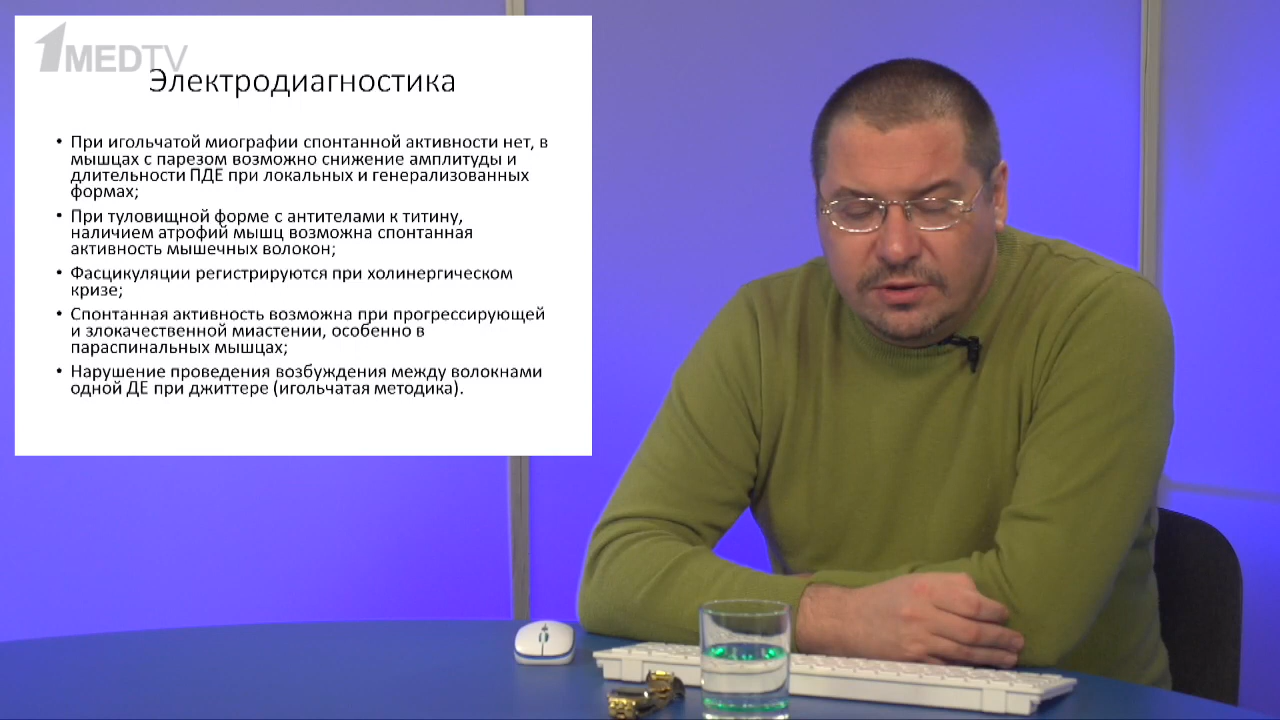 1MEDTV
Электродиагностика
• При игольчатой миографии спонтанной активности нет, в
мышцах с парезом возможно снижение амплитуды и
длительности ПДЕ при локальных и генерализованных
формах;
• При туловищной форме с антителами к титину,
наличием атрофий мышц возможна спонтанная
активность мышечных волокон;
• Фасцикуляции регистрируются при холинергическом
кризе;
• Спонтанная активность возможна при прогрессирующей
и злокачественной миастении, особенно в
параспинальных мышцах;
• Нарушение проведения возбуждения между волокнами
одной ДЕ при джиттере (игольчатая методика).